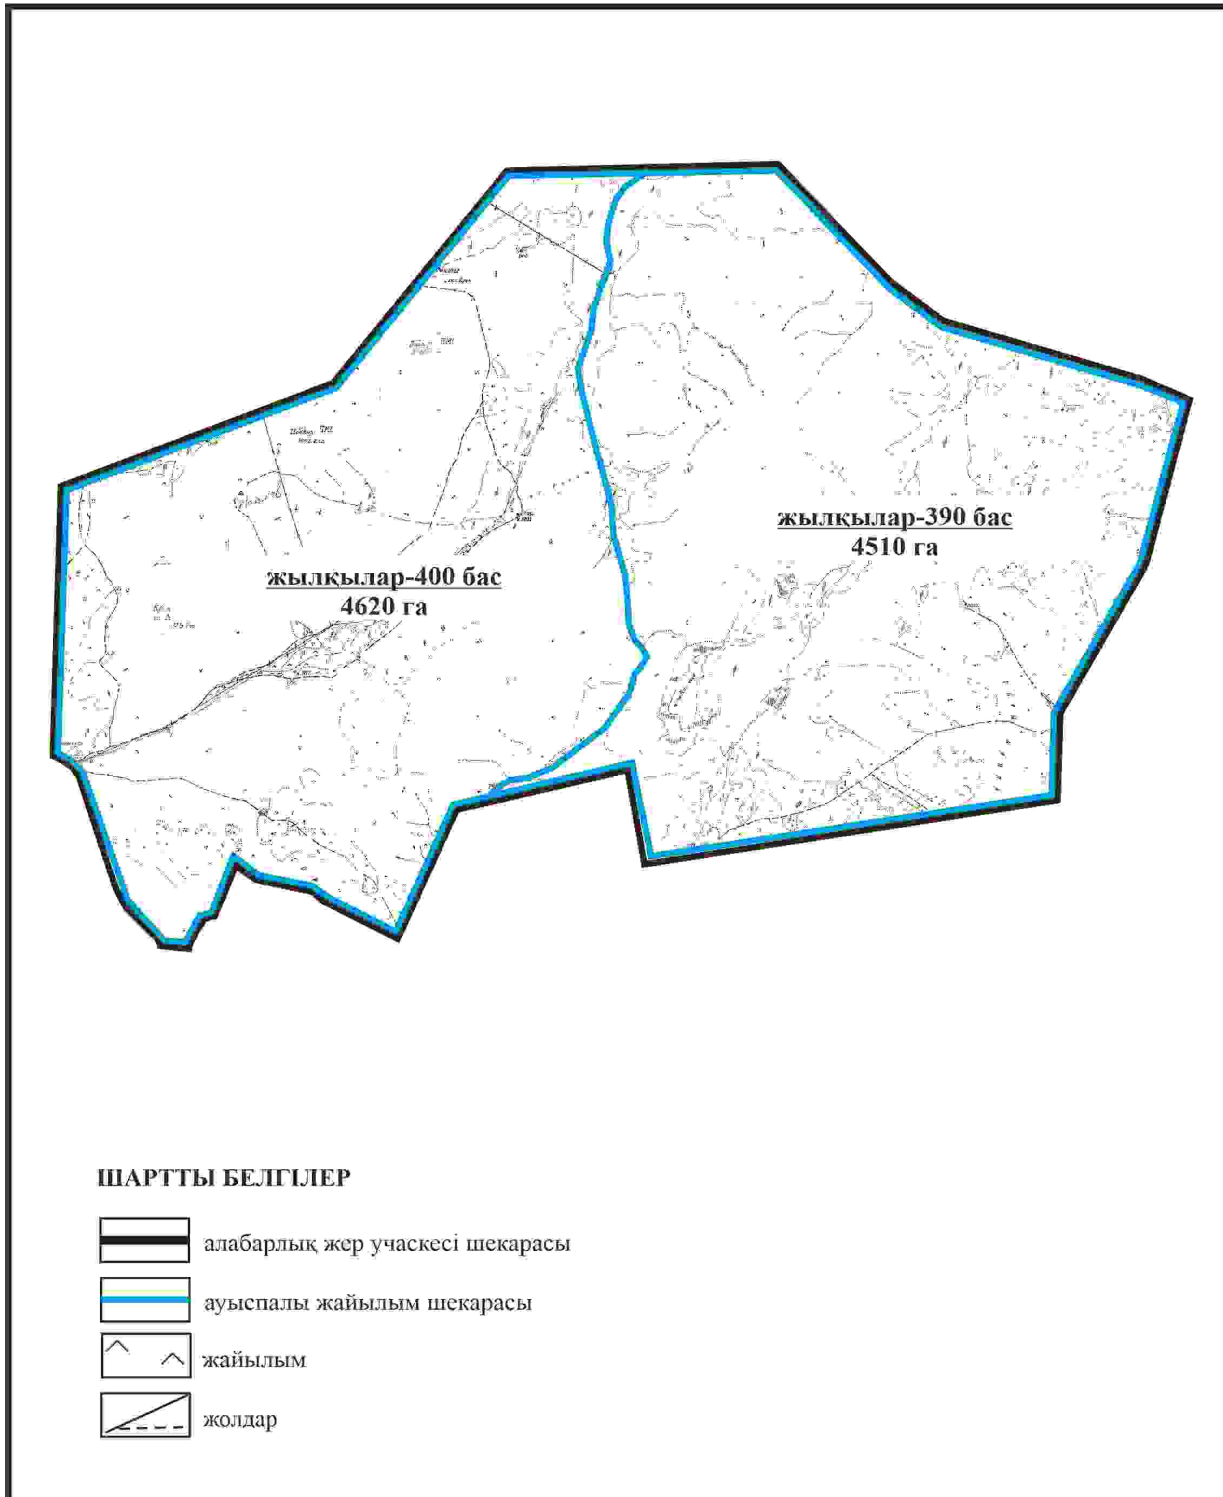 жылқылар-390 бас
4510 га
жылқылар-400 бас
4620 га
ШАРТТЫ БЕЛГІЛЕР
алабарлық жер учаскесі шекарасы
ауыспалы жайылым шекарасы
жайылым
жолдар